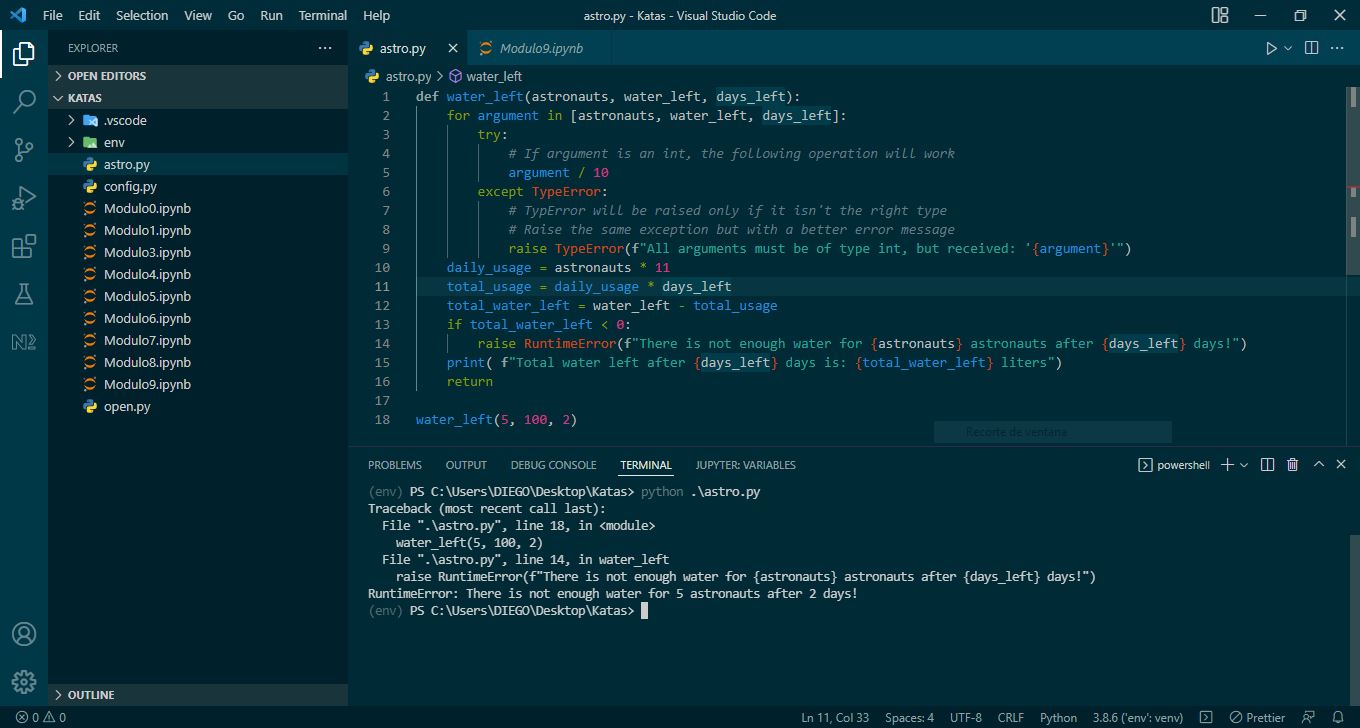 File Edit Selection View Go Run Terminal Help astro.py - Katas - Visual Studio Code
EXPLORER ...
OPEN EDITORS
KATAS
.vscode
env
astro.py
config.py
Modulo0.ipynb
Modulo1.ipynb
Modulo3.ipynb
Modulo4.ipynb
Modulo5.ipynb
Modulo6.ipynb
Modulo7.ipynb
Modulo8.ipynb
Modulo9.ipynb
open.py
OUTLINE
astro.py Modulo9.ipynb
astro.py > water_left
1 def water_left(astronauts, water_left, days_left):
2     for argument in [astronauts, water_left, days_left]:
3         try:
4             # If argument is an int, the following operation will work
5             argument / 10
6         except TypeError:
7             # TypError will be raised only if it isn't the right type
8             # Raise the same exception but with a better error message
9             raise TypeError(f"All arguments must be of type int, but received: '{argument}'")
10     daily_usage = astronauts * 11
11     total_usage = daily_usage * days_left
12     total_water_left = water_left - total_usage
13     if total_water_left < 0:
14         raise RuntimeError(f"There is not enough water for {astronauts} astronauts after {days_left} days!")
15     print( f"Total water left after {days_left} days is: {total_water_left} liters")
16     return
17
18 water_left(5, 100, 2)
Recorte de ventana
PROBLEMS OUTPUT DEBUG CONSOLE TERMINAL JUPYTER: VARIABLES powershell
(env) PS C:\Users\DIEGO\Desktop\Katas> python .\astro.py
Traceback (most recent call last):
  File ".\astro.py", line 18, in <module>
    water_left(5, 100, 2)
  File ".\astro.py", line 14, in water_left
    raise RuntimeError(f"There is not enough water for {astronauts} astronauts after {days_left} days!")
RuntimeError: There is not enough water for 5 astronauts after 2 days!
(env) PS C:\Users\DIEGO\Desktop\Katas>
0 0 Ln 11, Col 33 Spaces: 4 UTF-8 CRLF Python 3.8.6 ('env': venv) Prettier